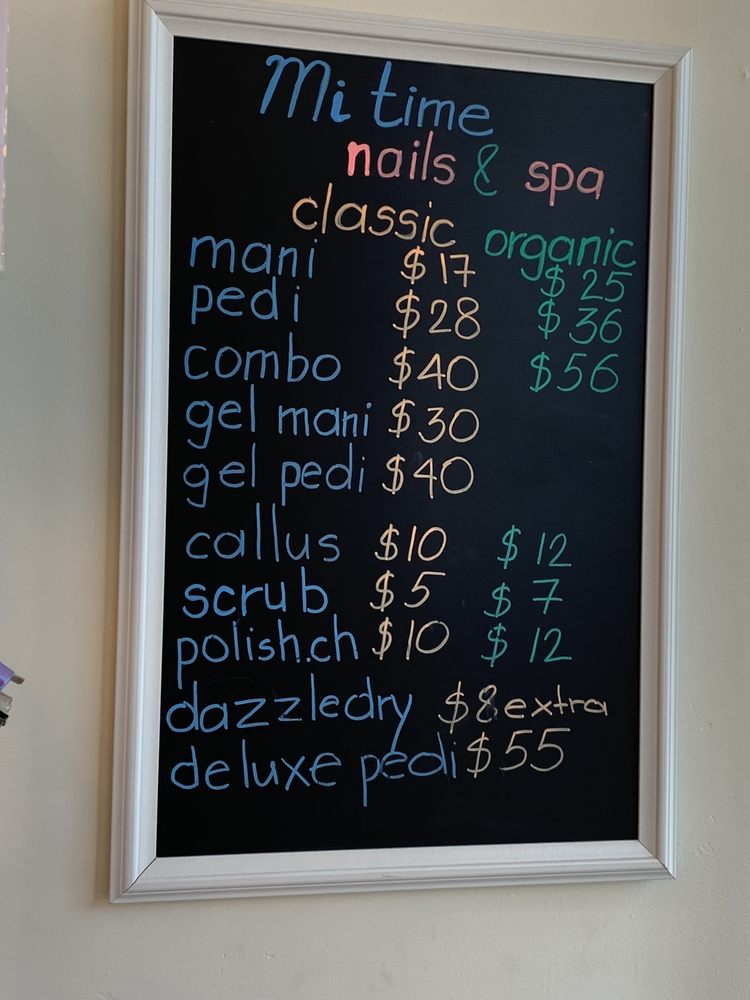 Mi time
nails & spa
classic organic
mani $17 $25
pedi $28 $36
combo $40 $56
gel mani $30
gel pedi $40
callus $10 $12
scrub $5 $7
polish.ch $10 $12
dazzledry $8 extra
deluxe pedi $55